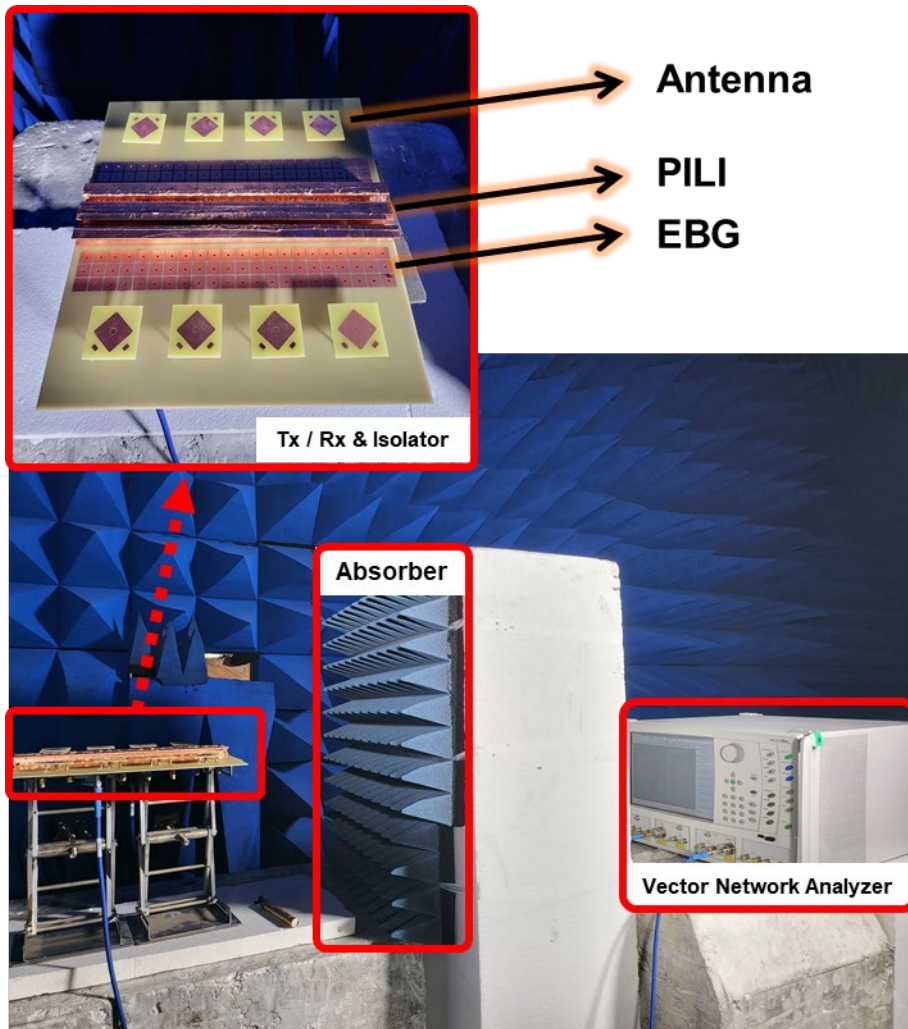 Antenna
PILI
EBG
Tx / Rx & Isolator
Absorber
Vector Network Analyzer